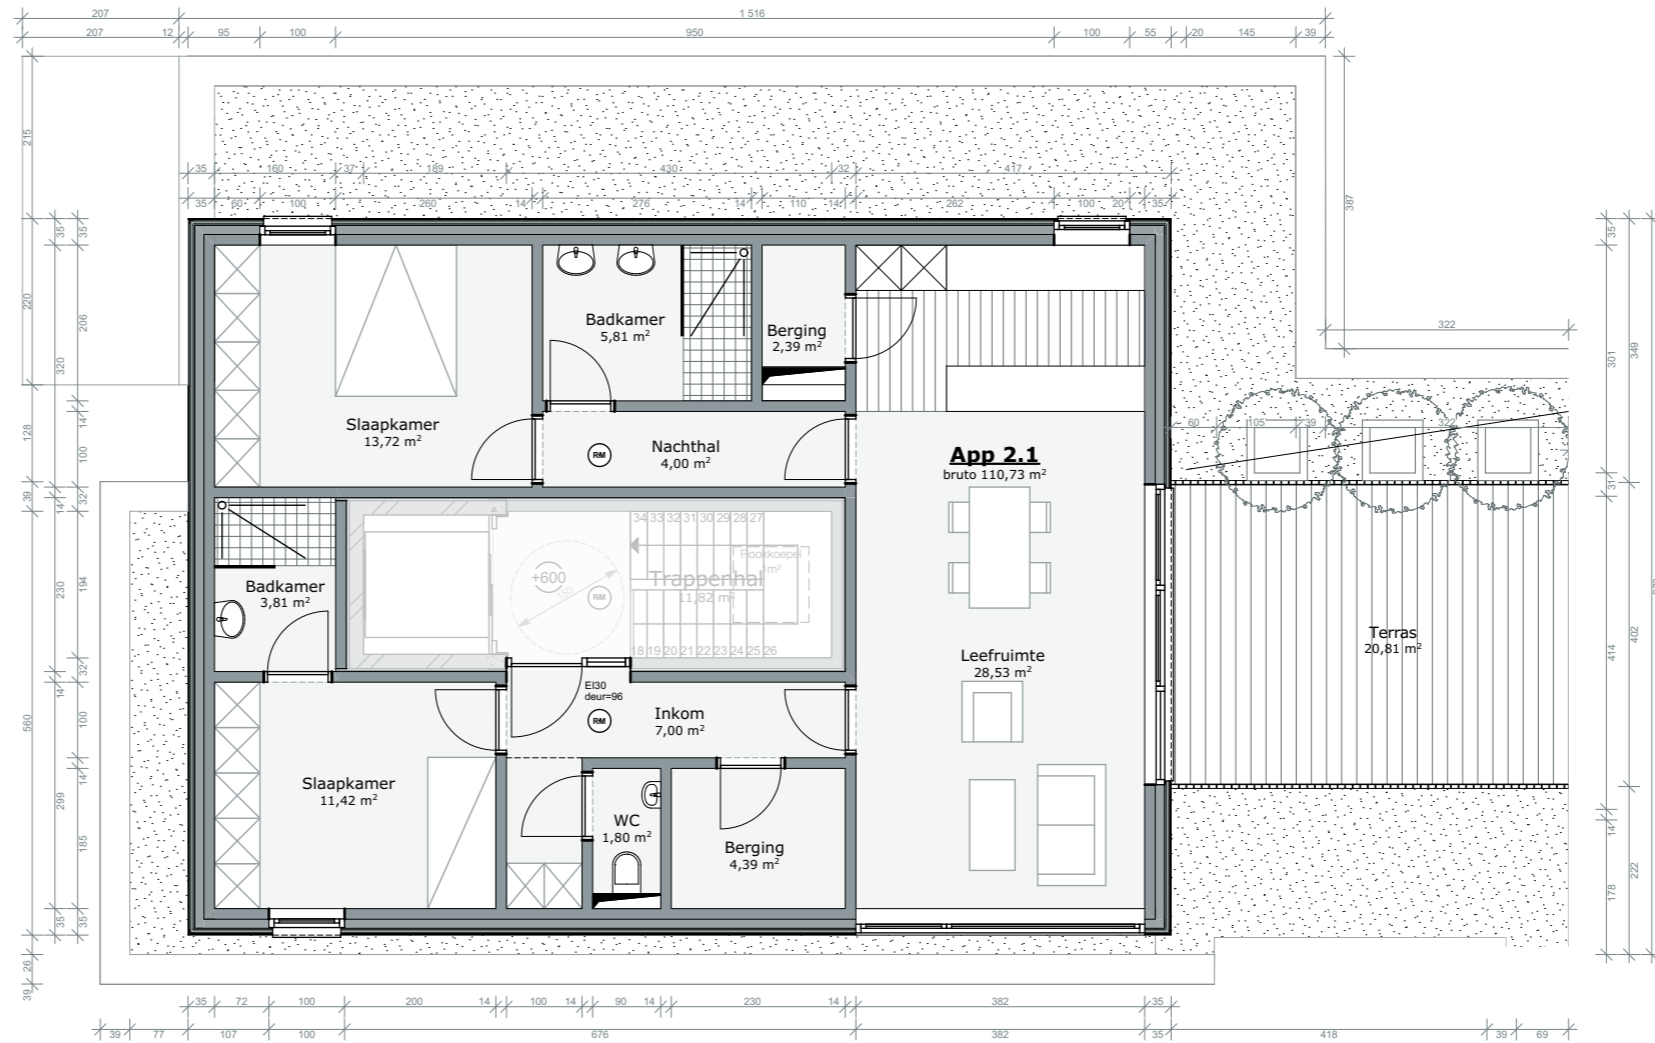 207 1 516
207 12 95 100 950 100 55 20 145 39
215
387
35 160 37 189 430 32 417
35 60 100 260 14 276 14 110 14 262 100 20 35
35 35
35
220
206
320
301
349
322
Badkamer
5,81 m²
Berging
2,39 m²
Slaapkamer
13,72 m²
Nachthal
4,00 m²
RM
App 2.1
bruto 110,73 m²
128
14
100
60 105 39 322
39 14 32
31
34 33 32 31 30 29 28 27
Rookkoepel
+600
150
RM
Trappenhal
11,82 m²
Badkamer
3,81 m²
230
194
18 19 20 21 22 23 24 25 26
Terras
20,81 m²
402
414
Leefruimte
28,53 m²
14 32
EI30
deur=96
RM
Inkom
7,00 m²
560
100
14
Slaapkamer
11,42 m²
299
185
WC
1,80 m²
Berging
4,39 m²
14
222
178
35 35
26
39
35 72 100 200 14 100 14 90 14 230 14 382 35
39 77 107 100 676 382 35 418 39 69